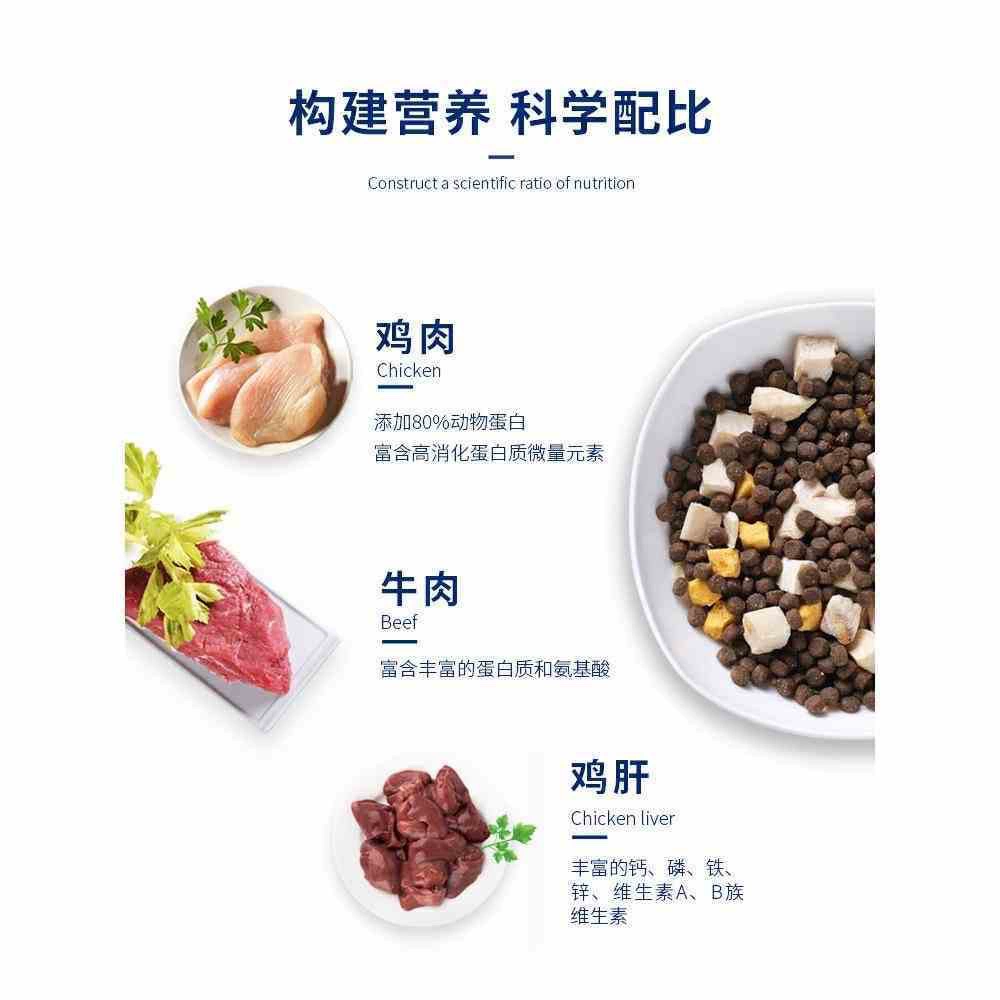 构建营养 科学配比
Construct a scientific ratio of nutrition
鸡肉
Chicken
添加80%动物蛋白
富含高消化蛋白质微量元素
牛肉
Beef
富含丰富的蛋白质和氨基酸
鸡肝
Chicken liver
丰富的钙、磷、铁、
锌、维生素A、B族
维生素